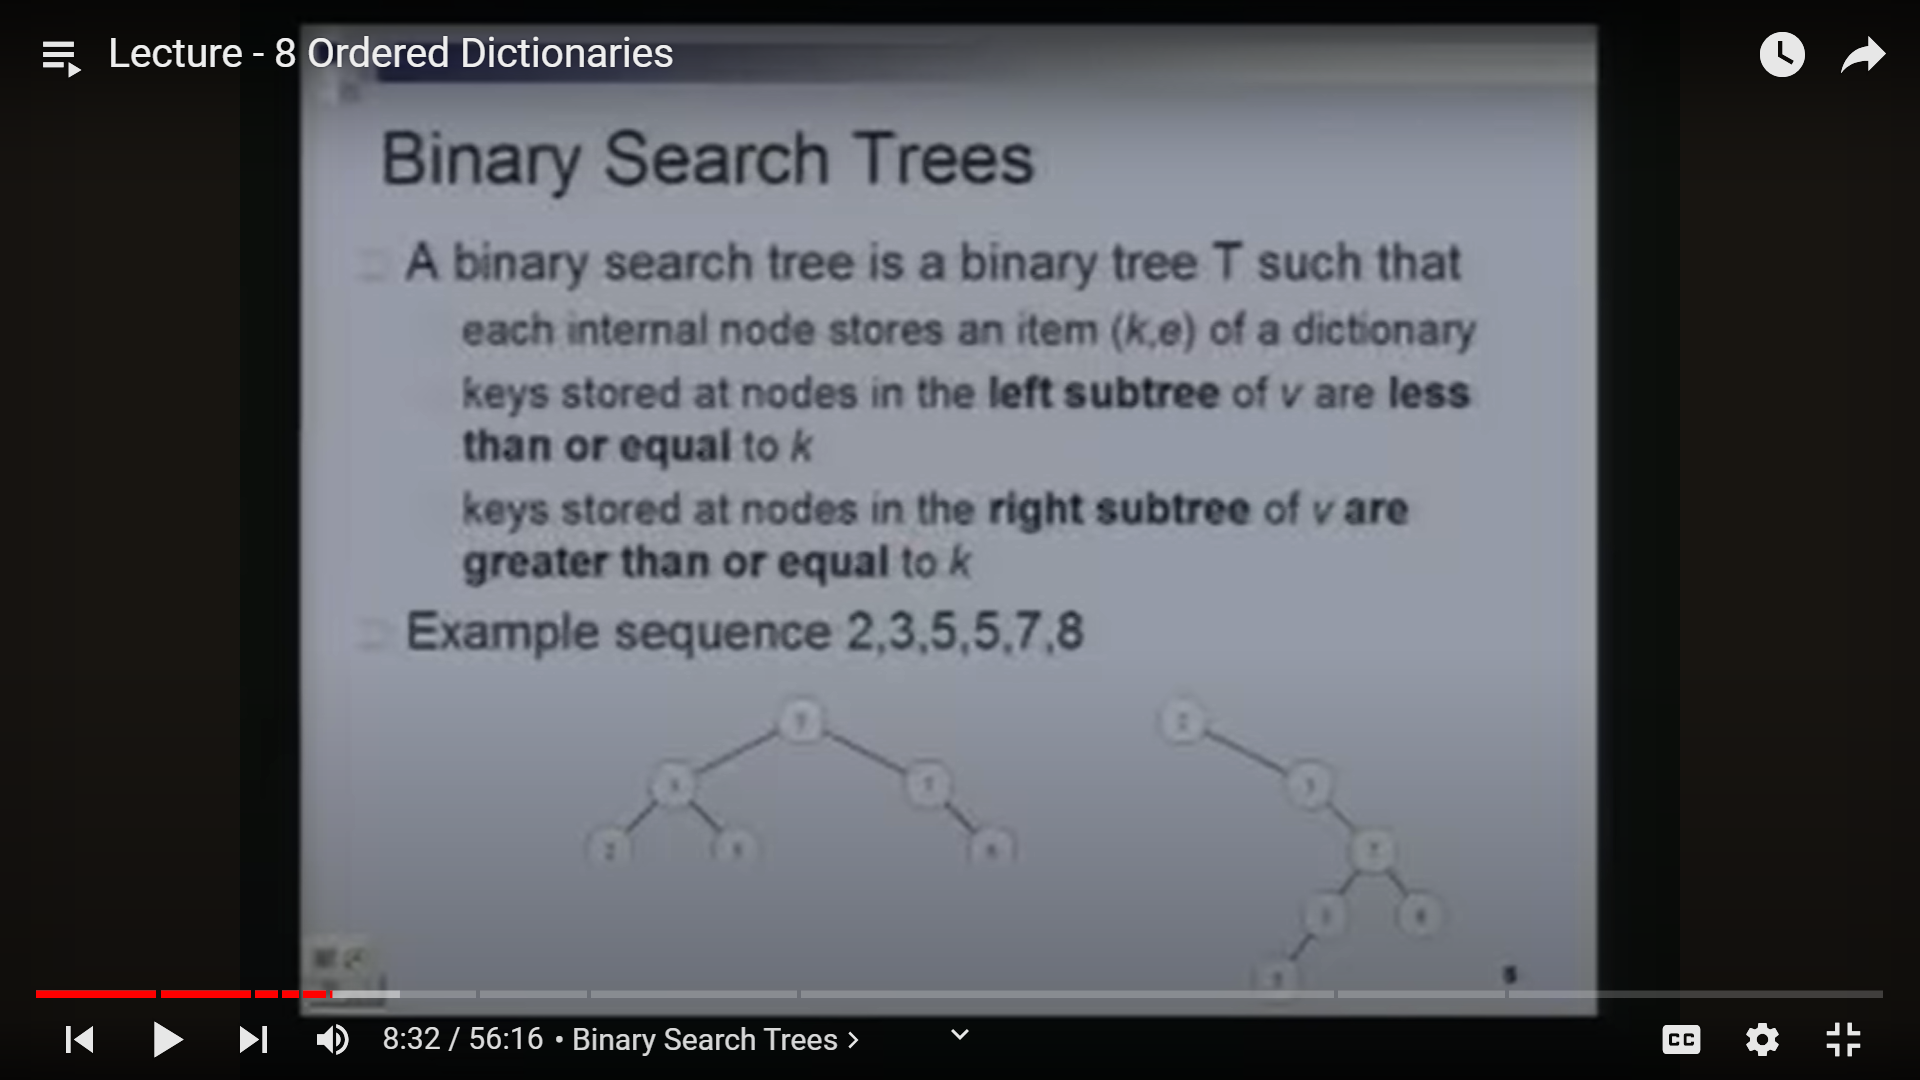 Lecture - 8 Ordered Dictionaries
Binary Search Trees
A binary search tree is a binary tree T such that
each internal node stores an item (k,e) of a dictionary
keys stored at nodes in the left subtree of v are less
than or equal to k
keys stored at nodes in the right subtree of v are
greater than or equal to k
Example sequence 2,3,5,5,7,8
8:32 / 56:16 • Binary Search Trees
CC